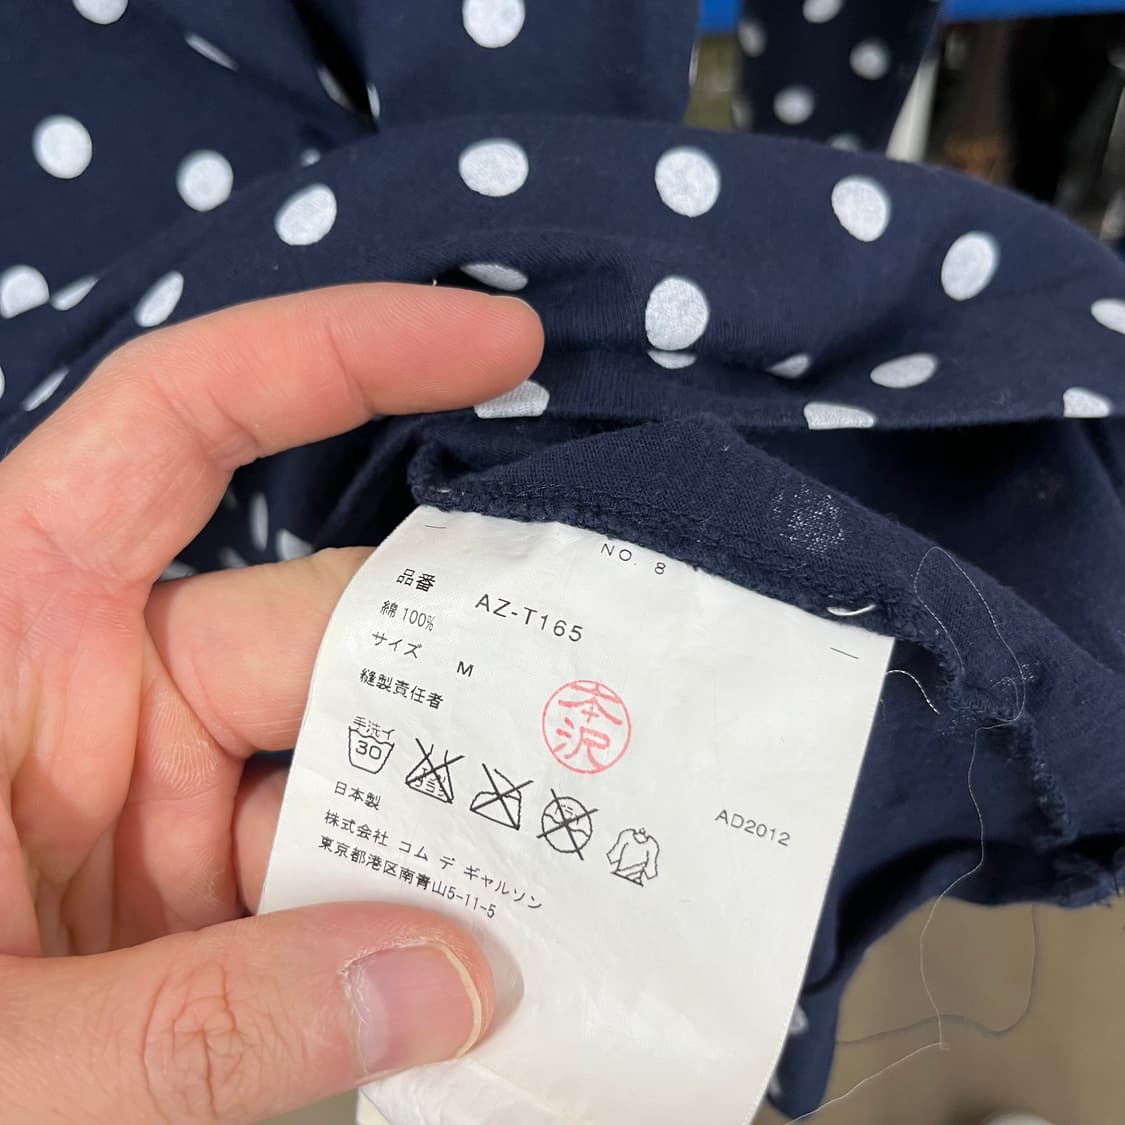 NO. 8
品番 AZ-T165
綿 100%
サイズ M
縫製責任者
本沢
手洗イ
30
AD2012
日本製
株式会社 コム デ ギャルソン
東京都港区南青山5-11-5